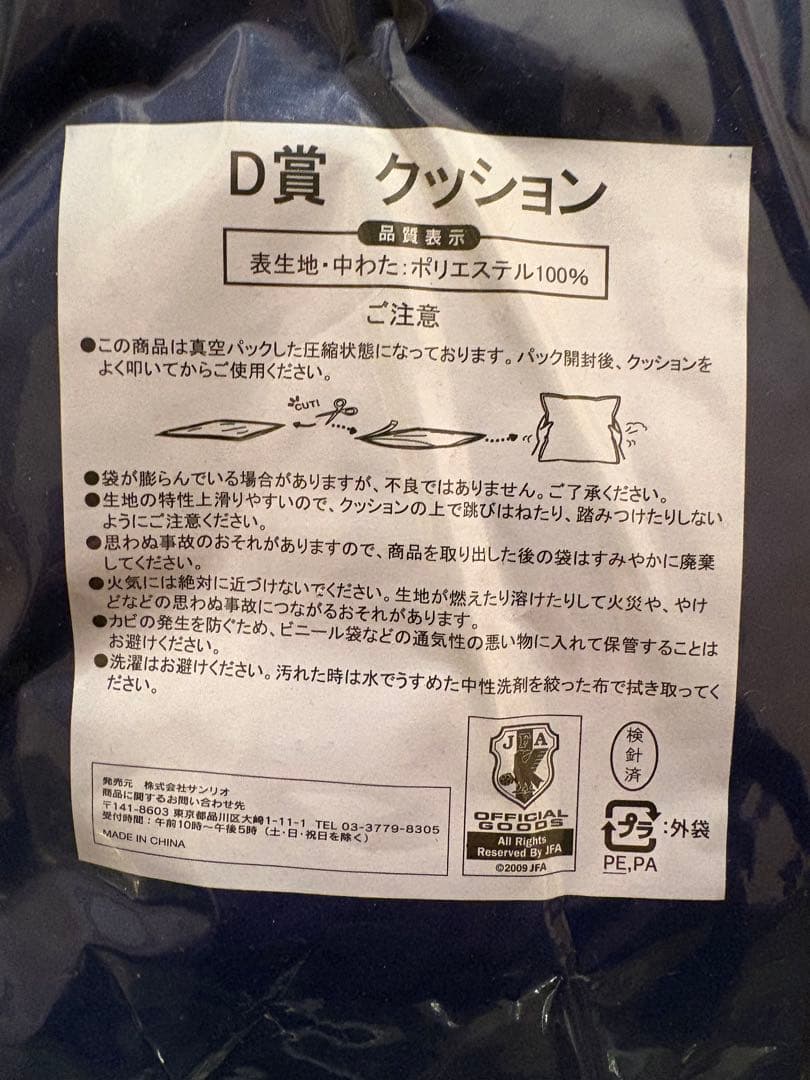 D賞 クッション
品質表示
表生地・中わた：ポリエステル100%
ご注意
●この商品は真空パックした圧縮状態になっております。パック開封後、クッションを
よく叩いてからご使用ください。
CUT!
●袋が膨らんでいる場合がありますが、不良ではありません。ご了承ください。
●生地の特性上滑りやすいので、クッションの上で跳びはねたり、踏みつけたりしない
ようにご注意ください。
●思わぬ事故のおそれがありますので、商品を取り出した後の袋はすみやかに廃棄
してください。
●火気には絶対に近づけないでください。生地が燃えたり溶けたりして火災や、やけ
どなどの思わぬ事故につながるおそれがあります。
●カビの発生を防ぐため、ビニール袋などの通気性の悪い物に入れて保管することは
お避けください。
●洗濯はお避けください。汚れた時は水でうすめた中性洗剤を絞った布で拭き取ってく
ださい。
発売元 株式会社サンリオ
商品に関するお問い合わせ先
〒141-8603 東京都品川区大崎1-11-1 TEL 03-3779-8305
受付時間：午前10時～午後5時（土・日・祝日を除く）
MADE IN CHINA
JFA
OFFICIAL
GOODS
All Rights
Reserved By JFA
©2009 JFA
検
針
済
プラ：外袋
PE,PA